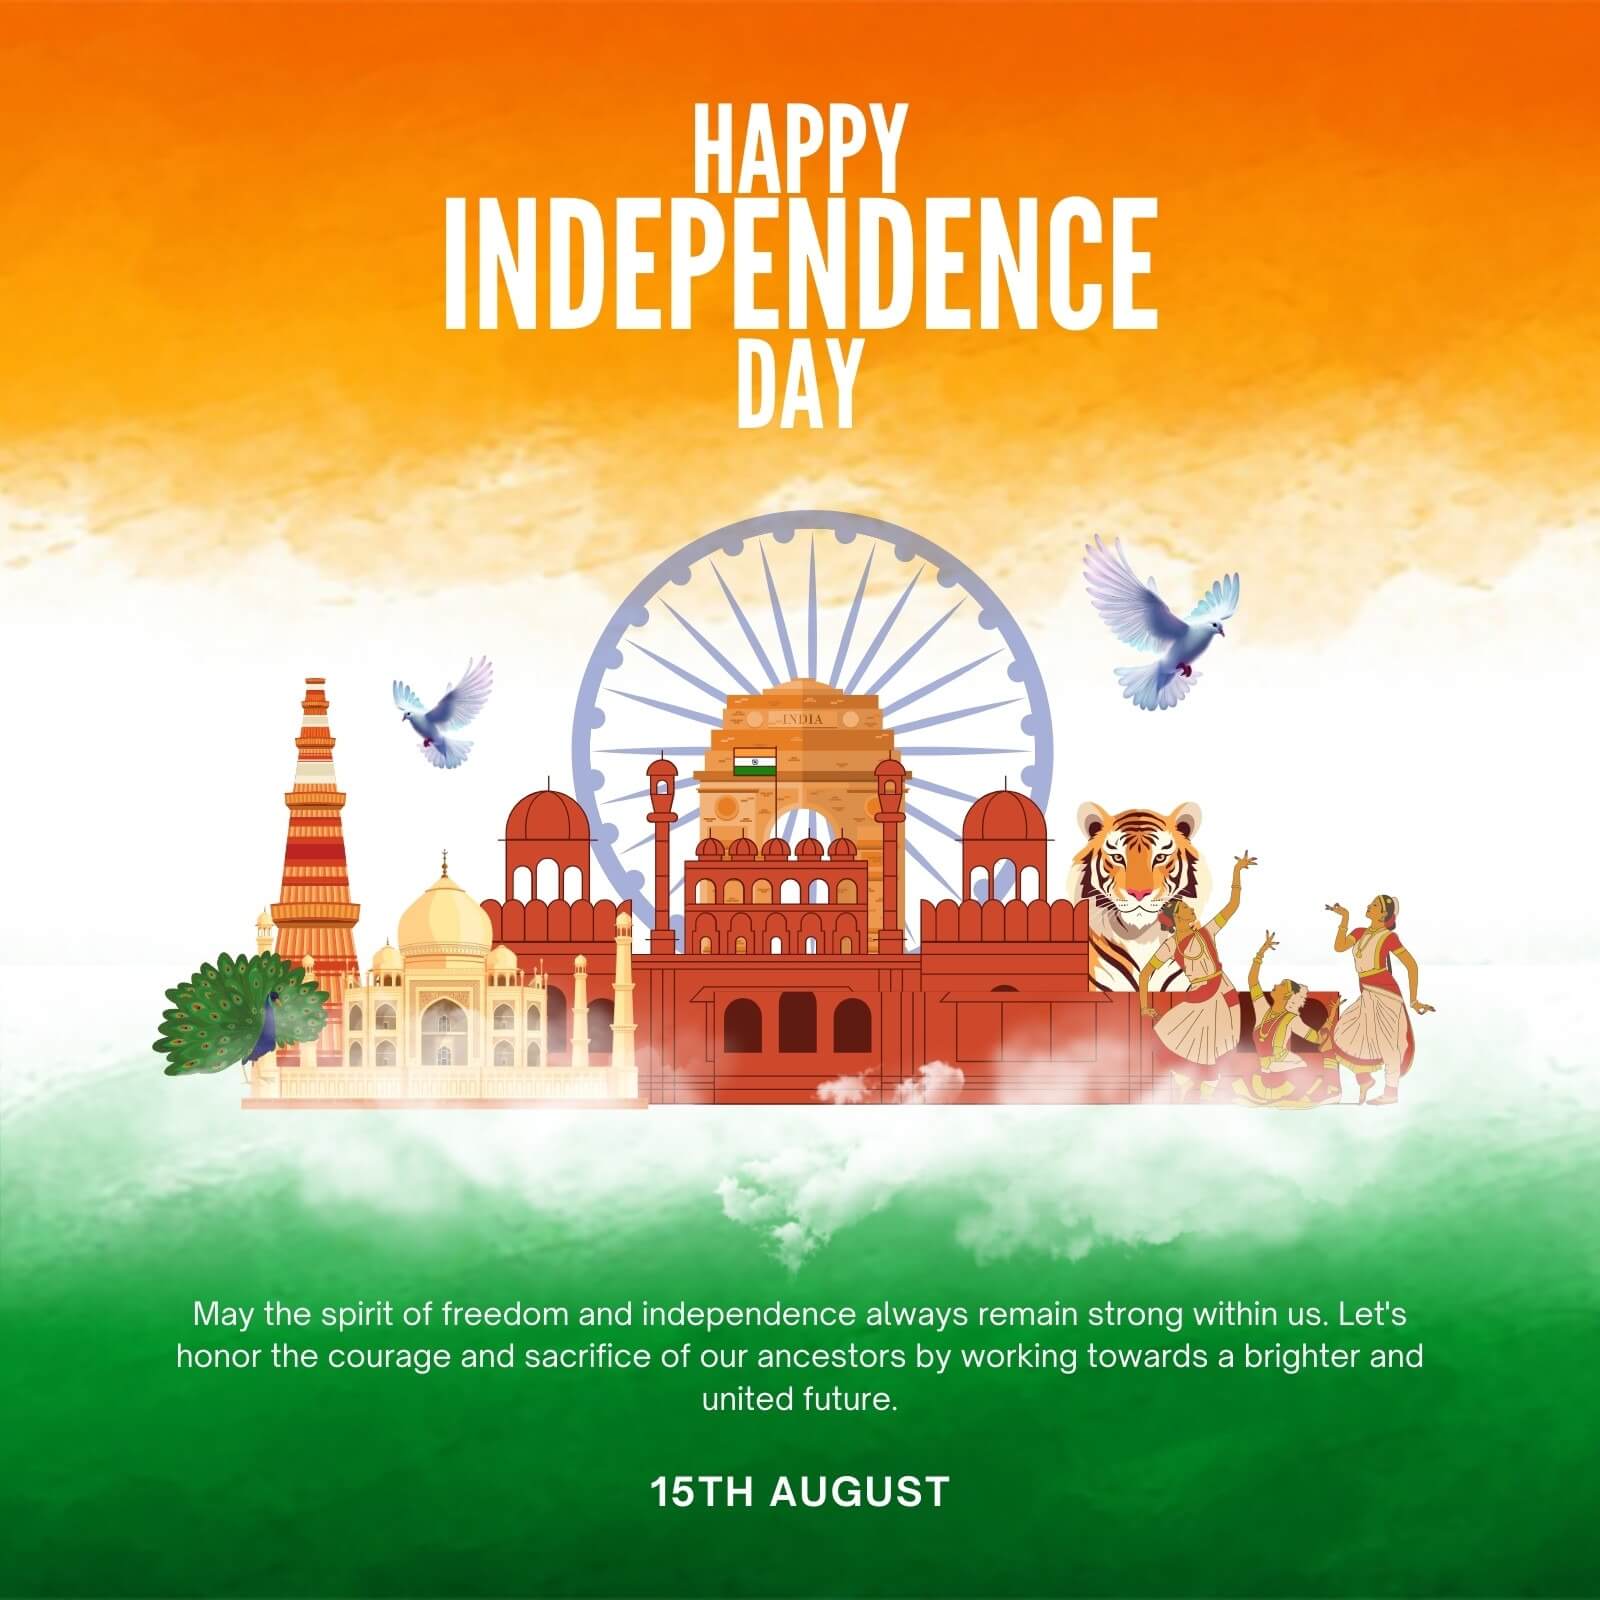 HAPPY
INDEPENDENCE
DAY
INDIA
May the spirit of freedom and independence always remain strong within us. Let's
honor the courage and sacrifice of our ancestors by working towards a brighter and
united future.
15TH AUGUST